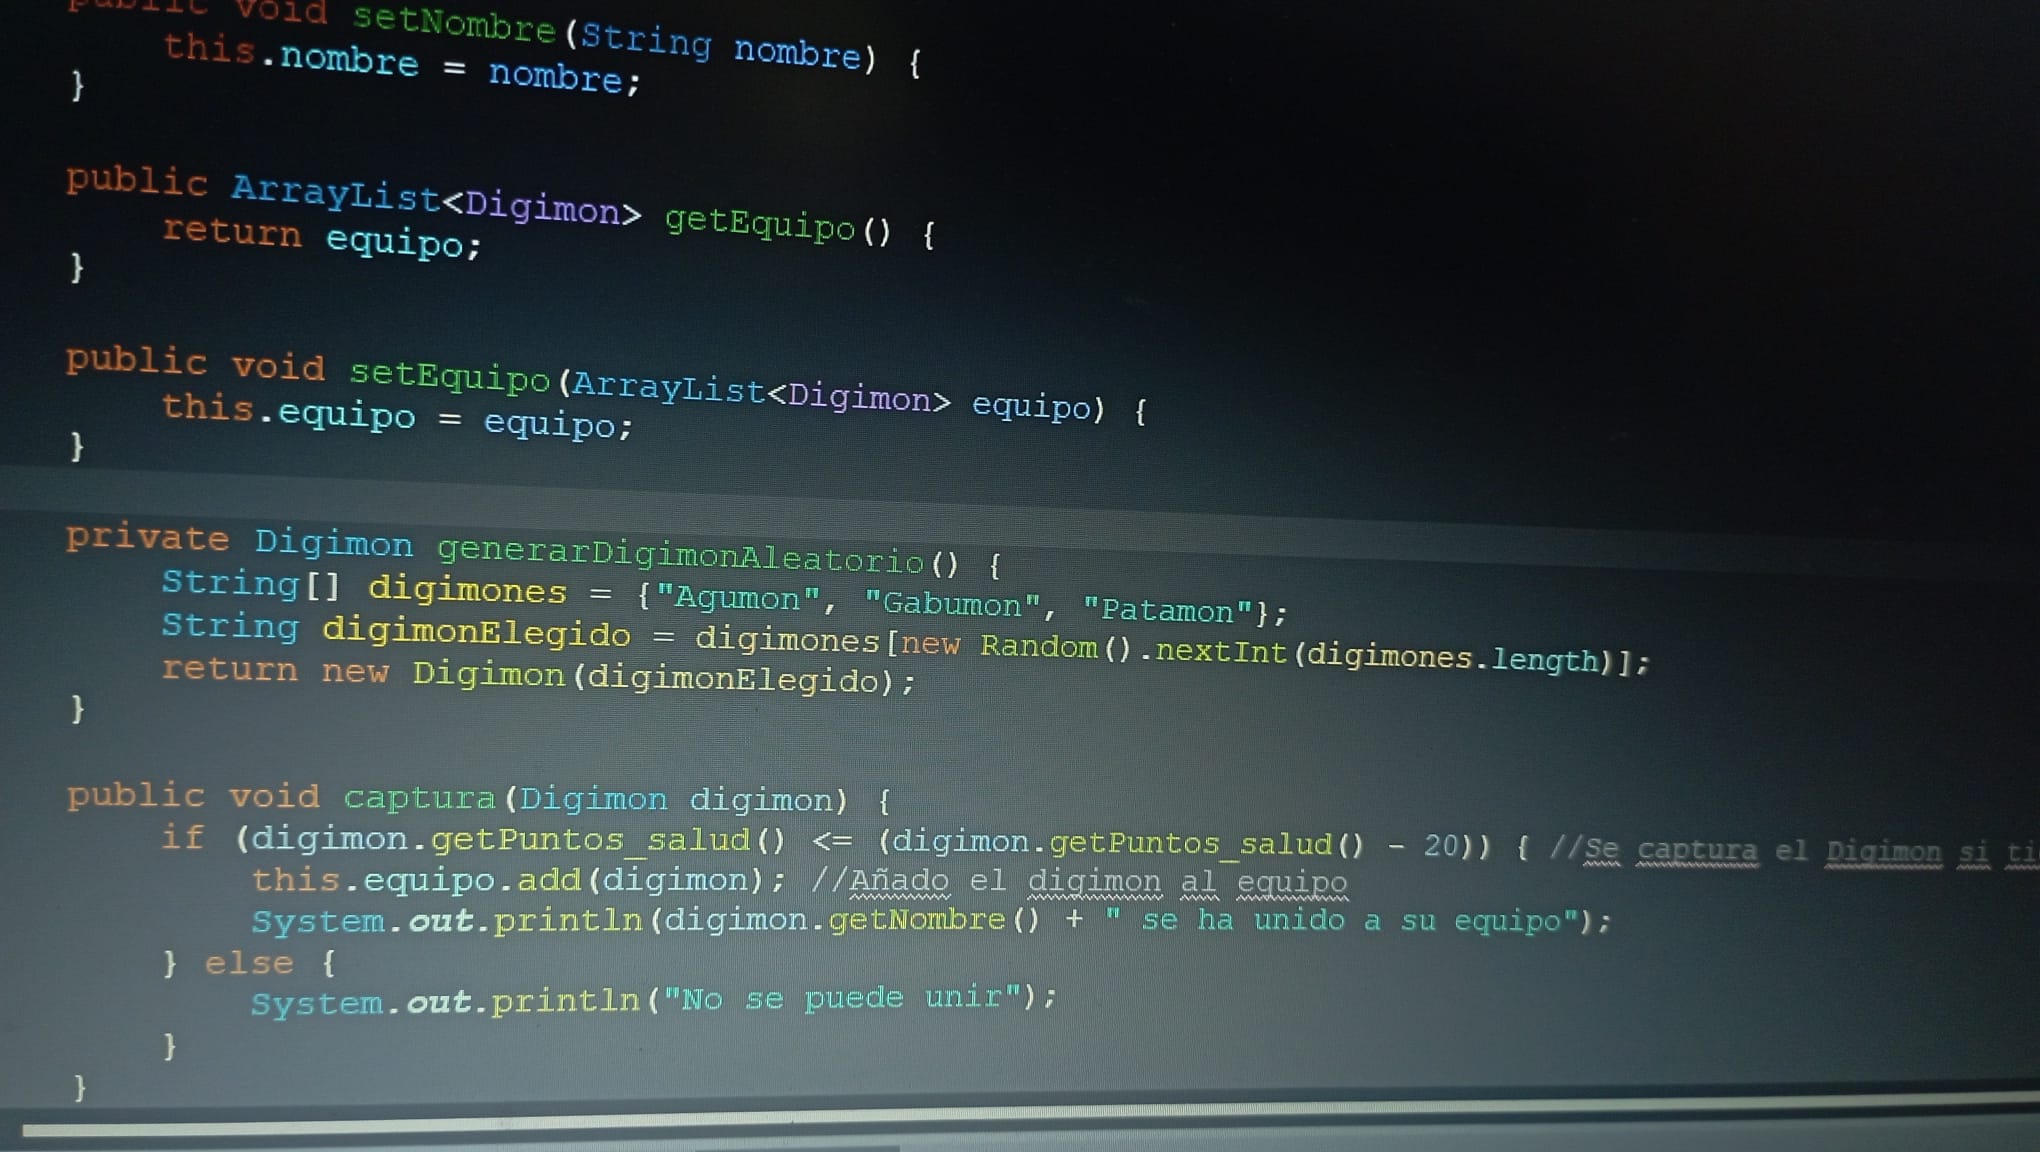 public void setNombre(String nombre) {
this.nombre = nombre;
}
public ArrayList<Digimon> getEquipo() {
return equipo;
}
public void setEquipo(ArrayList<Digimon> equipo) {
this.equipo = equipo;
}
private Digimon generarDigimonAleatorio() {
String[] digimones = {"Agumon", "Gabumon", "Patamon"};
String digimonElegido = digimones[new Random().nextInt(digimones.length)];
return new Digimon(digimonElegido);
}
public void captura(Digimon digimon) {
if (digimon.getPuntos_salud() <= (digimon.getPuntos_salud() - 20)) { //Se captura el Digimon si
this.equipo.add(digimon); //Añado el digimon al equipo
System.out.println(digimon.getNombre() + " se ha unido a su equipo");
} else {
System.out.println("No se puede unir");
}
}